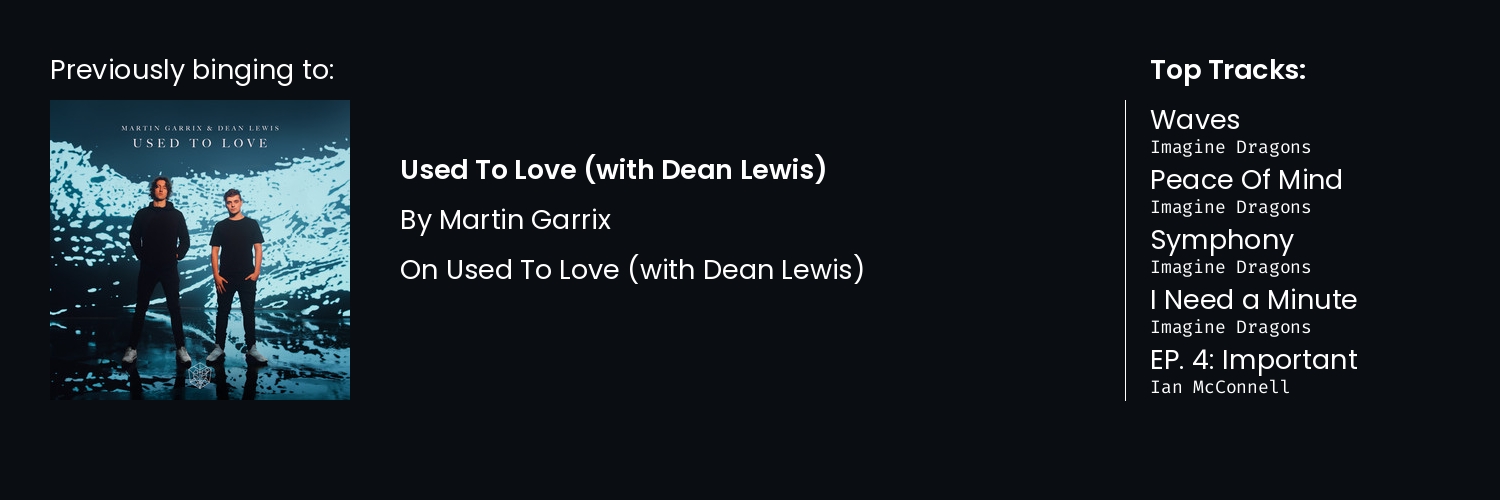 Previously binging to:
MARTIN GARRIX & DEAN LEWIS
USED TO LOVE
Used To Love (with Dean Lewis)
By Martin Garrix
On Used To Love (with Dean Lewis)
Top Tracks:
Waves
Imagine Dragons
Peace Of Mind
Imagine Dragons
Symphony
Imagine Dragons
I Need a Minute
Imagine Dragons
EP. 4: Important
Ian McConnell